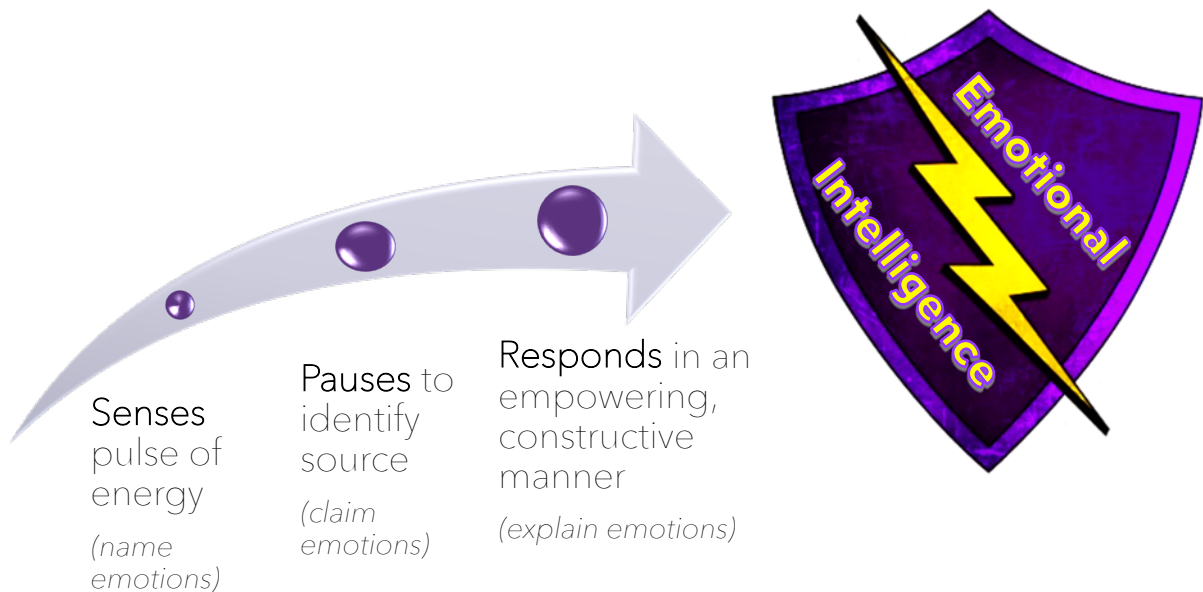 Senses
pulse of
energy
(name
emotions)
Pauses to
identify
source
(claim
emotions)
Responds in an
empowering,
constructive
manner
(explain emotions)
Emotional
Intelligence